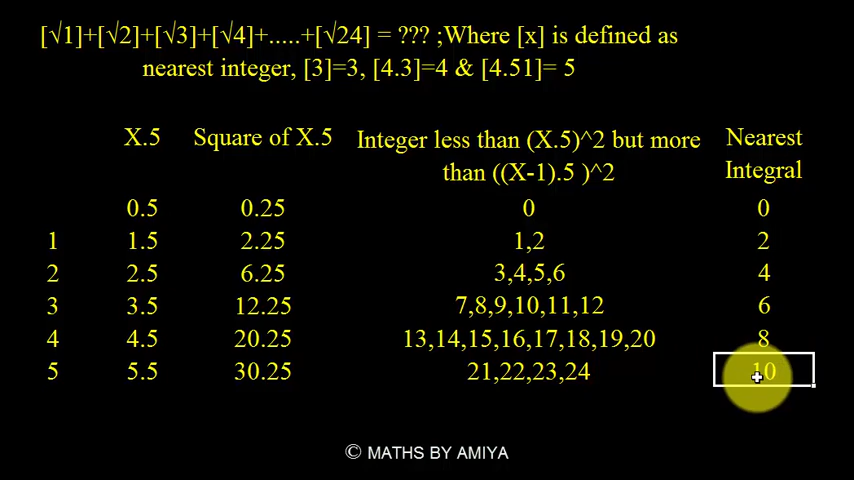 [√1]+[√2]+[√3]+[√4]+.....+[√24] = ??? ;Where [x] is defined as
nearest integer, [3]=3, [4.3]=4 & [4.51]= 5
X.5 Square of X.5 Integer less than (X.5)^2 but more than ((X-1).5 )^2 Nearest Integral
0.5 0.25 0 0
1 1.5 2.25 1,2 2
2 2.5 6.25 3,4,5,6 4
3 3.5 12.25 7,8,9,10,11,12 6
4 4.5 20.25 13,14,15,16,17,18,19,20 8
5 5.5 30.25 21,22,23,24 10
© MATHS BY AMIYA